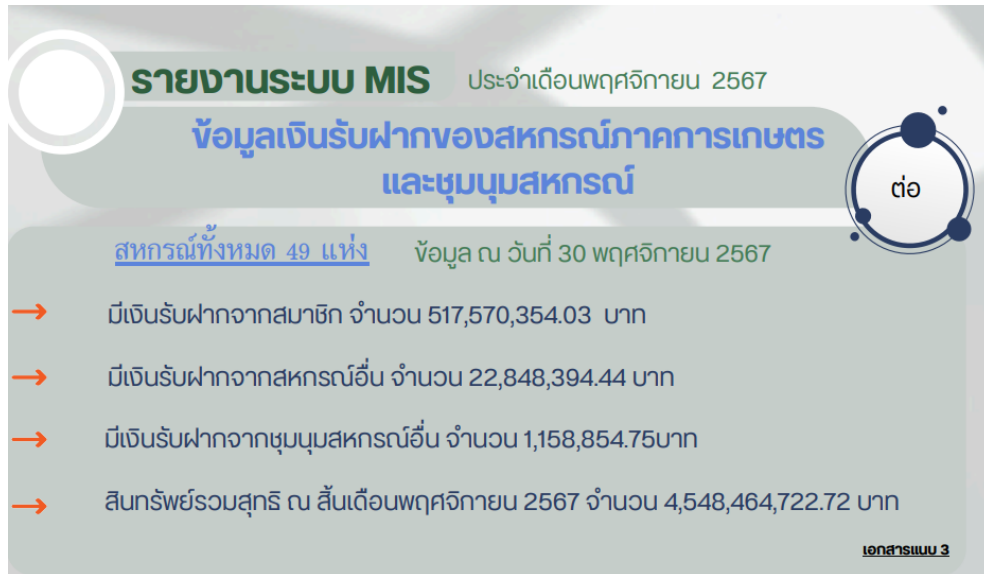 รายงานระบบ MIS ประจำเดือนพฤศจิกายน 2567
ข้อมูลเงินรับฝากของสหกรณ์ภาคการเกษตร
และชุมนุมสหกรณ์
ต่อ
สหกรณ์ทั้งหมด 49 แห่ง ข้อมูล ณ วันที่ 30 พฤศจิกายน 2567
มีเงินรับฝากจากสมาชิก จำนวน 517,570,354.03 บาท
มีเงินรับฝากจากสหกรณ์อื่น จำนวน 22,848,394.44 บาท
มีเงินรับฝากจากชุมนุมสหกรณ์อื่น จำนวน 1,158,854.75บาท
สินทรัพย์รวมสุทธิ ณ สิ้นเดือนพฤศจิกายน 2567 จำนวน 4,548,464,722.72 บาท
เอกสารแนบ 3